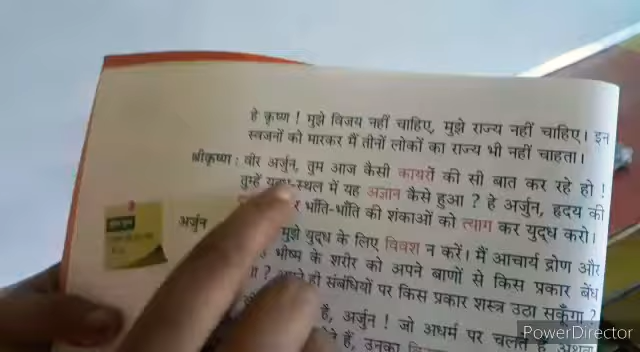 हे कृष्ण ! मुझे विजय नहीं चाहिए, मुझे राज्य नहीं चाहिए। इन
स्वजनों को मारकर मैं तीनों लोकों का राज्य भी नहीं चाहता।
श्रीकृष्ण : वीर अर्जुन, तुम आज कैसी कायरों की सी बात कर रहे हो !
तुम्हें युद्ध-स्थल में यह अज्ञान कैसे हुआ ? हे अर्जुन, हृदय की
भाँति-भाँति की शंकाओं को त्याग कर युद्ध करो।
अर्जुन मुझे युद्ध के लिए विवश न करें। मैं आचार्य द्रोण और
भीष्म के शरीर को अपने बाणों से किस प्रकार बेंध
? अपने ही संबंधियों पर किस प्रकार शस्त्र उठा सकूँगा ?
अर्जुन ! जो अधर्म पर चलते हैं
हैं, उनका
PowerDirector